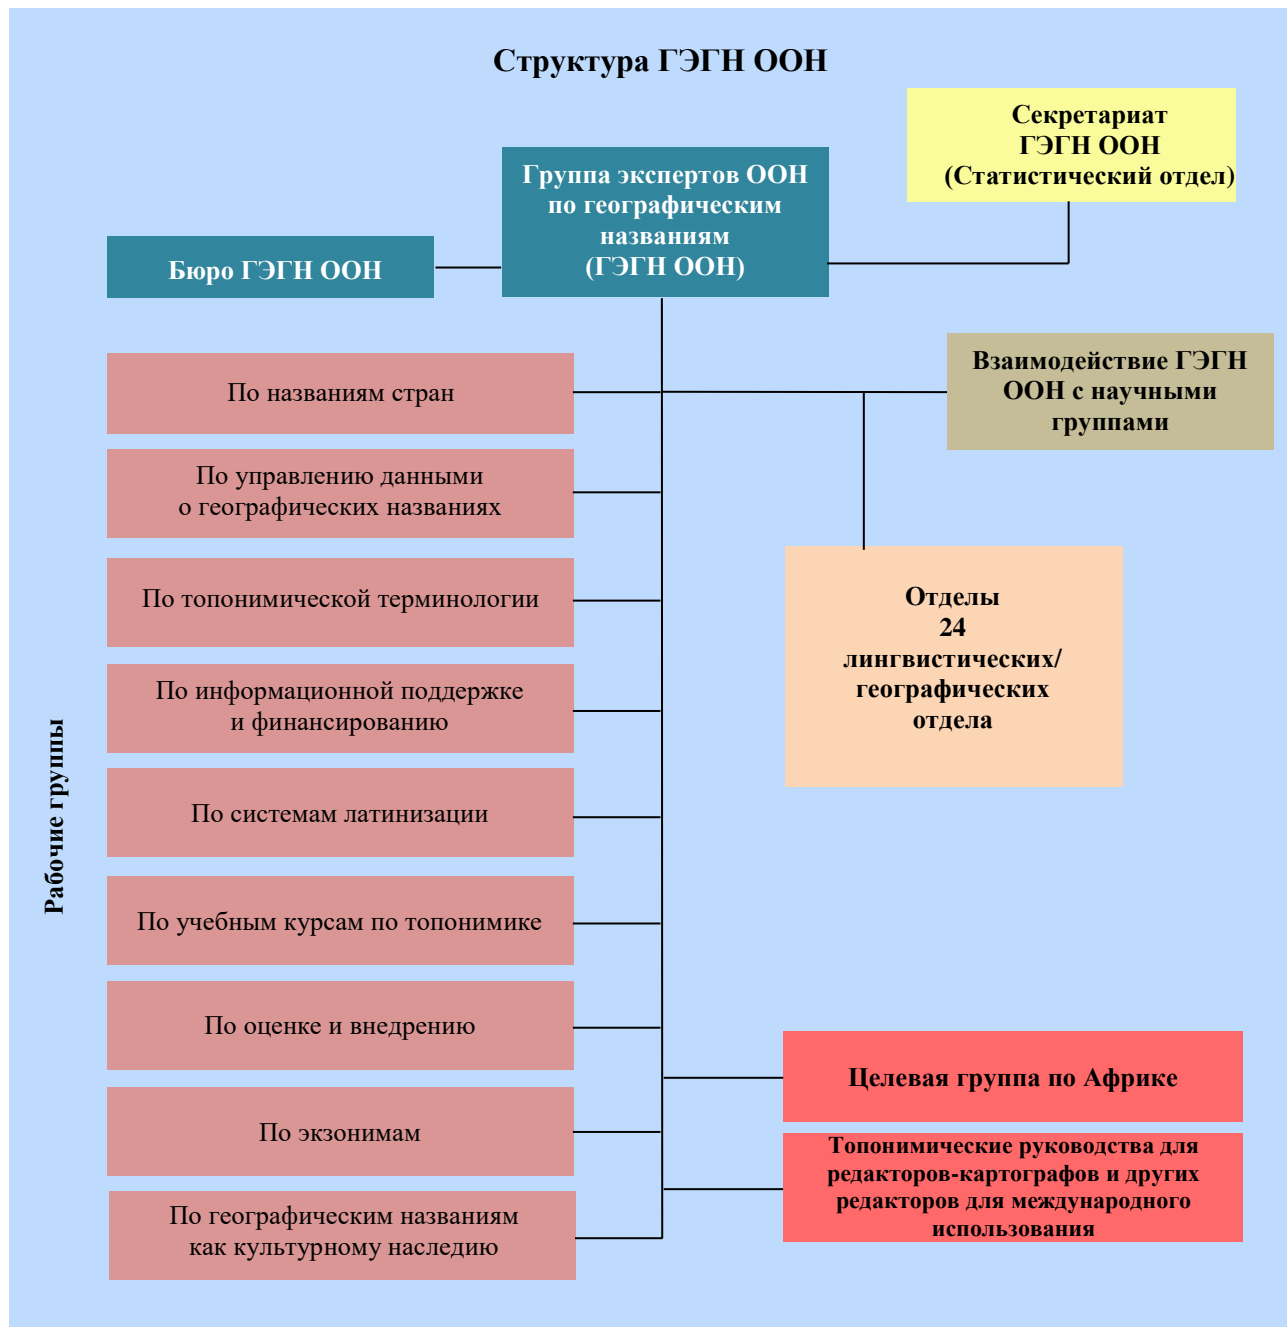 Структура ГЭГН ООН
Секретариат
ГЭГН ООН
(Статистический отдел)
Группа экспертов ООН
по географическим
названиям
(ГЭГН ООН)
Бюро ГЭГН ООН
Взаимодействие ГЭГН
ООН с научными
группами
Отделы
24
лингвистических/
географических
отдела
Рабочие группы
По названиям стран
По управлению данными
о географических названиях
По топонимической терминологии
По информационной поддержке
и финансированию
По системам латинизации
По учебным курсам по топонимике
По оценке и внедрению
По экзонимам
По географическим названиям
как культурному наследию
Целевая группа по Африке
Топонимические руководства для
редакторов-картографов и других
редакторов для международного
использования